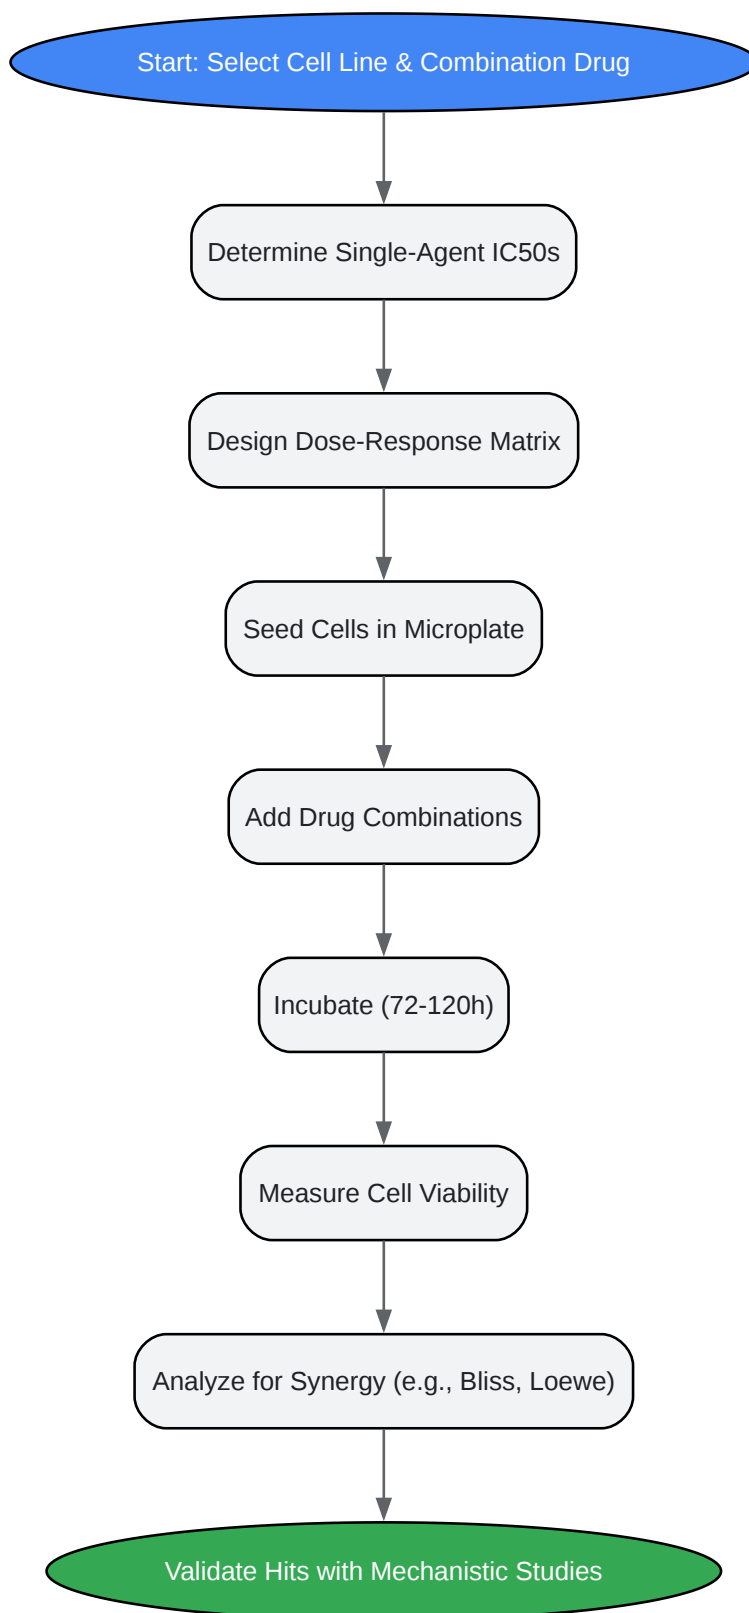 Start: Select Cell Line & Combination Drug
Determine Single-Agent IC50s
Design Dose-Response Matrix
Seed Cells in Microplate
Add Drug Combinations
Incubate (72-120h)
Measure Cell Viability
Analyze for Synergy (e.g., Bliss, Loewe)
Validate Hits with Mechanistic Studies